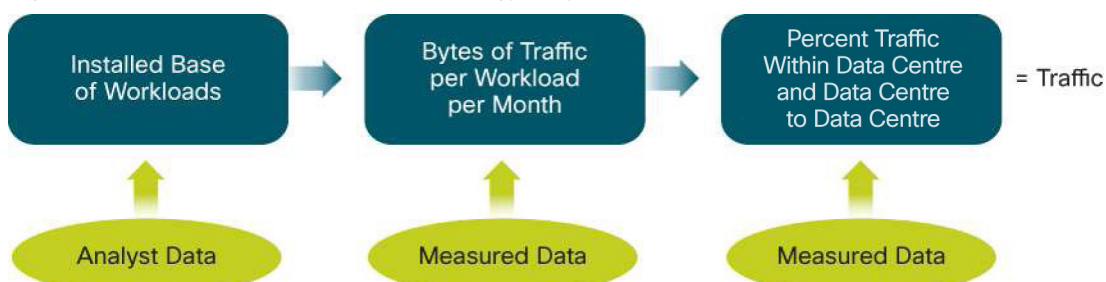 Installed Base
of Workloads
Bytes of Traffic
per Workload
per Month
Percent Traffic
Within Data Centre
and Data Centre
to Data Centre
= Traffic
Analyst Data
Measured Data
Measured Data